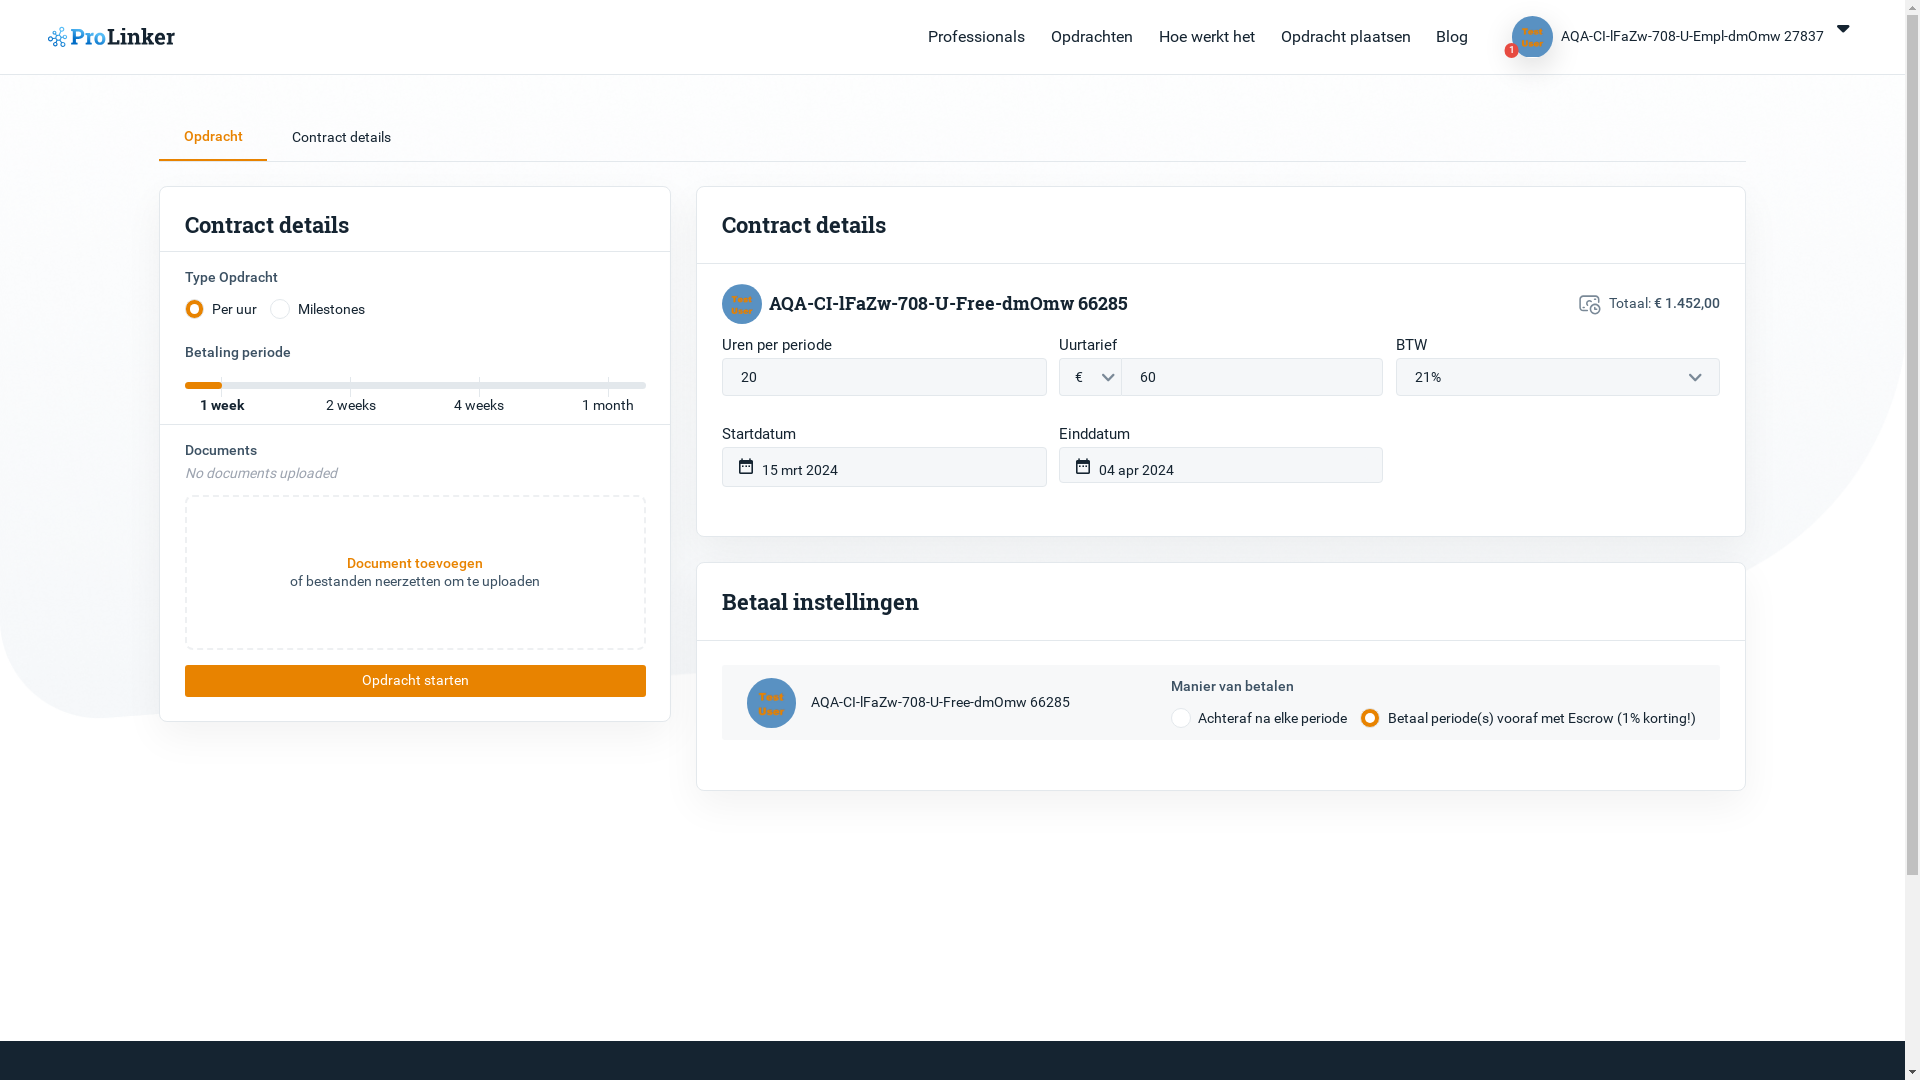 ProLinker
Professionals Opdrachten Hoe werkt het Opdracht plaatsen Blog
Test User
1
AQA-CI-lFaZw-708-U-Empl-dmOmw 27837
Opdracht Contract details
Contract details
Type Opdracht
Per uur Milestones
Betaling periode
1 week 2 weeks 4 weeks 1 month
Documents
No documents uploaded
Document toevoegen
of bestanden neerzetten om te uploaden
Opdracht starten
Contract details
Test User
AQA-CI-lFaZw-708-U-Free-dmOmw 66285
Totaal: € 1.452,00
Uren per periode Uurtarief BTW
20 € 60 21%
Startdatum Einddatum
15 mrt 2024 04 apr 2024
Betaal instellingen
Test User
AQA-CI-lFaZw-708-U-Free-dmOmw 66285
Manier van betalen
Achteraf na elke periode Betaal periode(s) vooraf met Escrow (1% korting!)